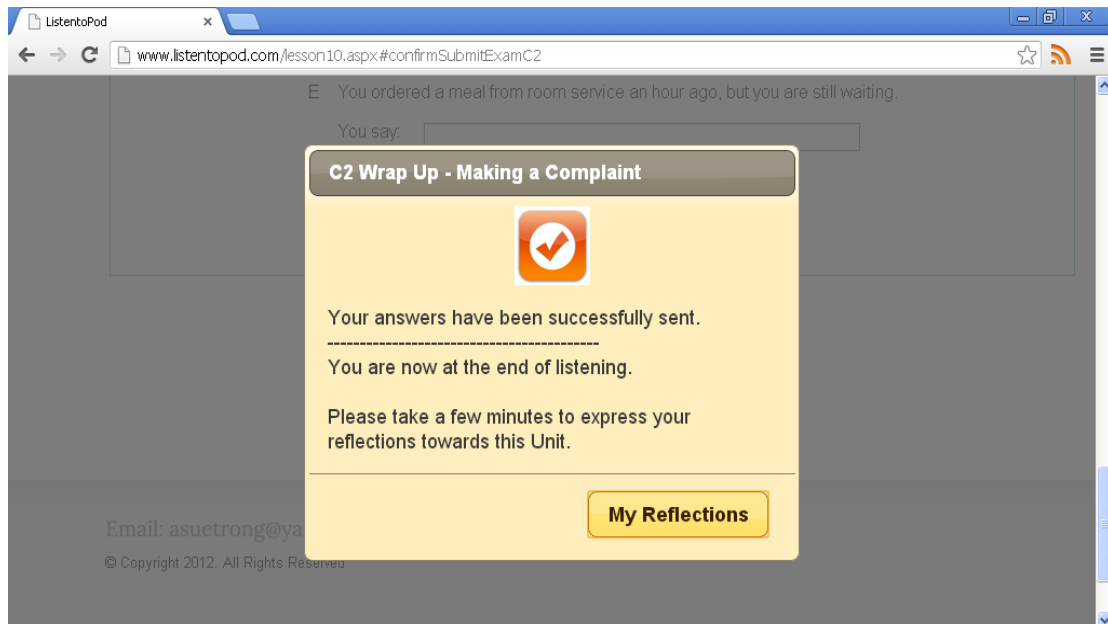 ListentoPod
www.listentopod.com/lesson10.aspx#confirmSubmitExamC2
E You ordered a meal from room service an hour ago, but you are still waiting.
You say:
C2 Wrap Up - Making a Complaint
Your answers have been successfully sent.
------------------------------------------
You are now at the end of listening.
Please take a few minutes to express your
reflections towards this Unit.
My Reflections
Email: asuetrong@ya
© Copyright 2012. All Rights Reserved